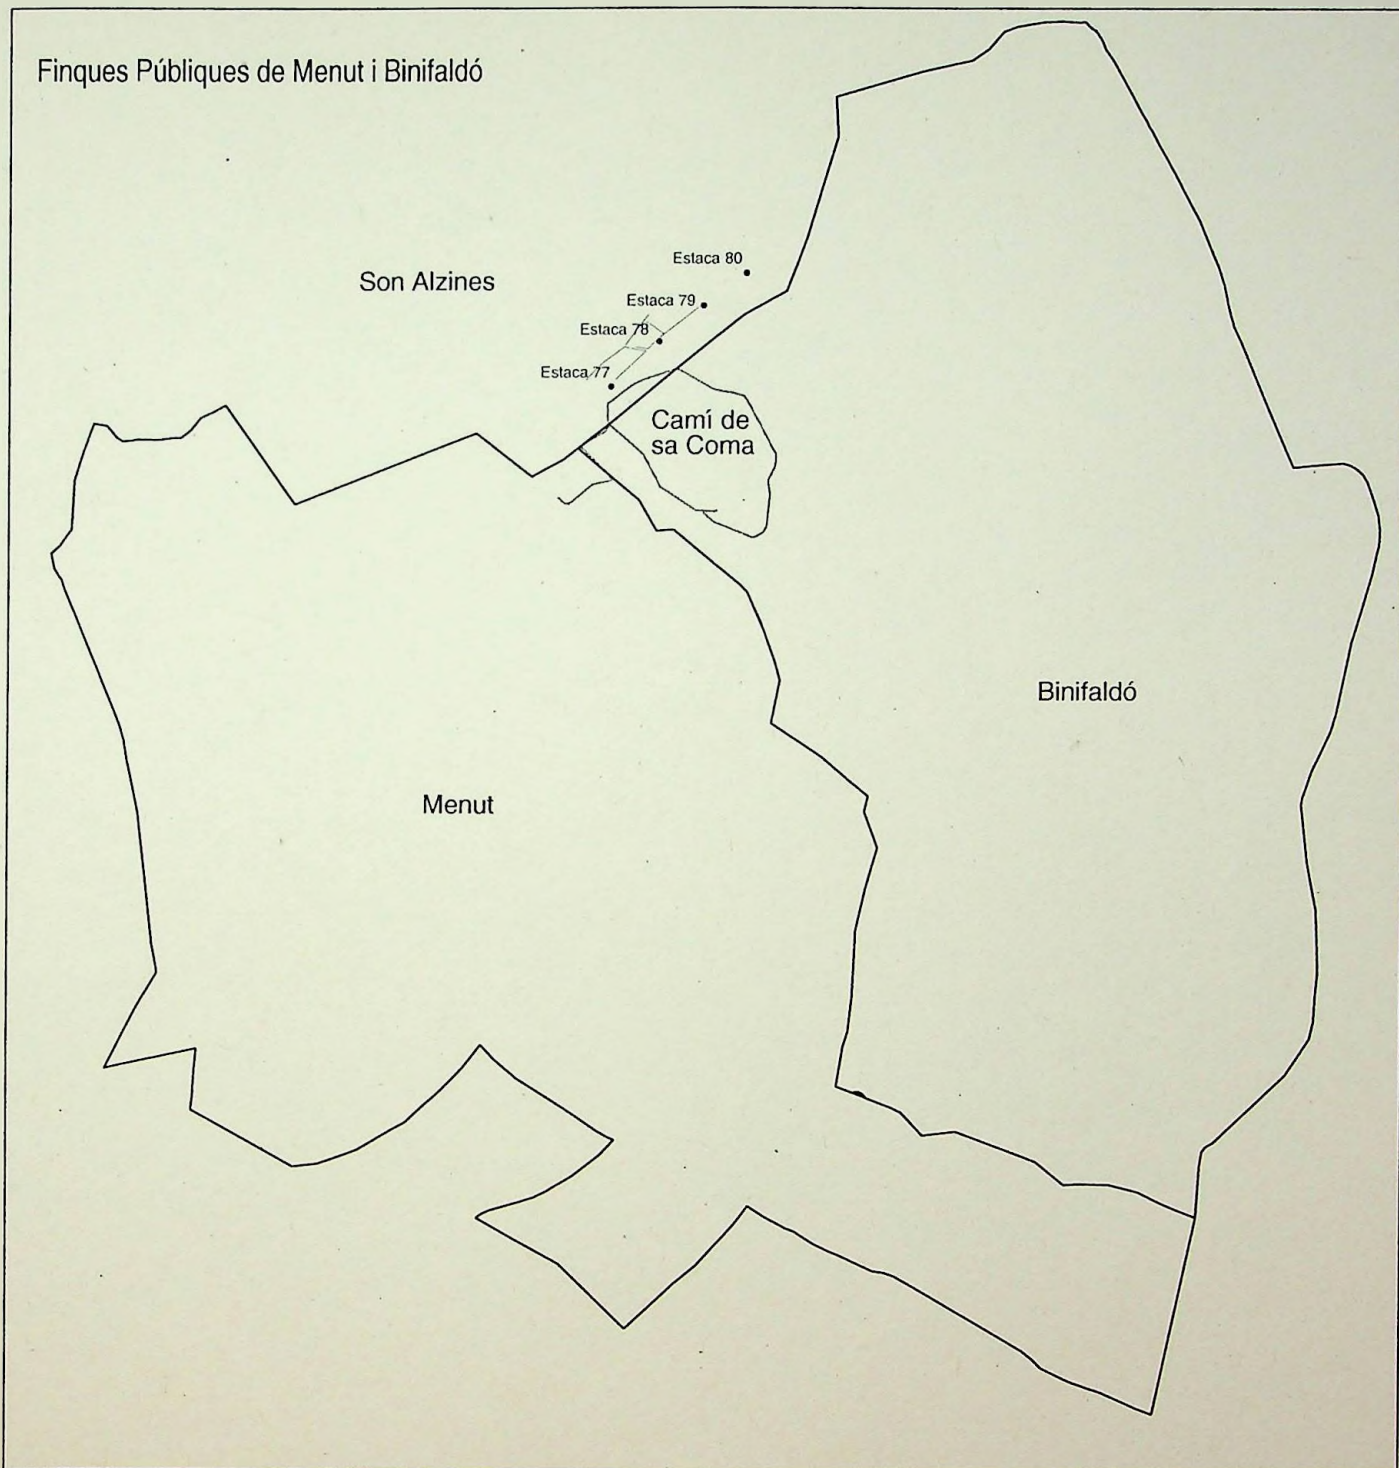 Finques Públiques de Menut i Binifaldó
Estaca 80
Son Alzines
Estaca 79
Estaca 78
Estaca 77
Camí de
sa Coma
Binifaldó
Menut